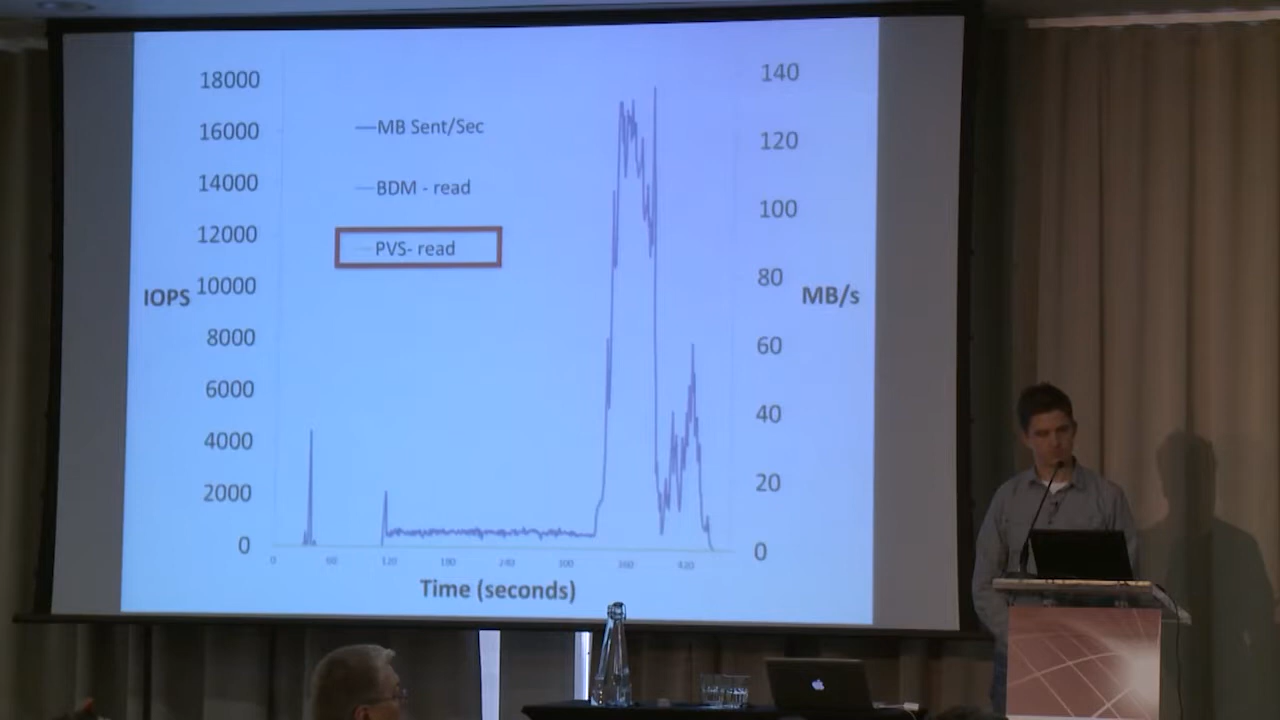 18000
16000
14000
12000
10000
8000
6000
4000
2000
0
IOPS
MB Sent/Sec
BDM - read
PVS- read
140
120
100
80
60
40
20
0
MB/s
0 60 120 180 240 300 360 420
Time (seconds)